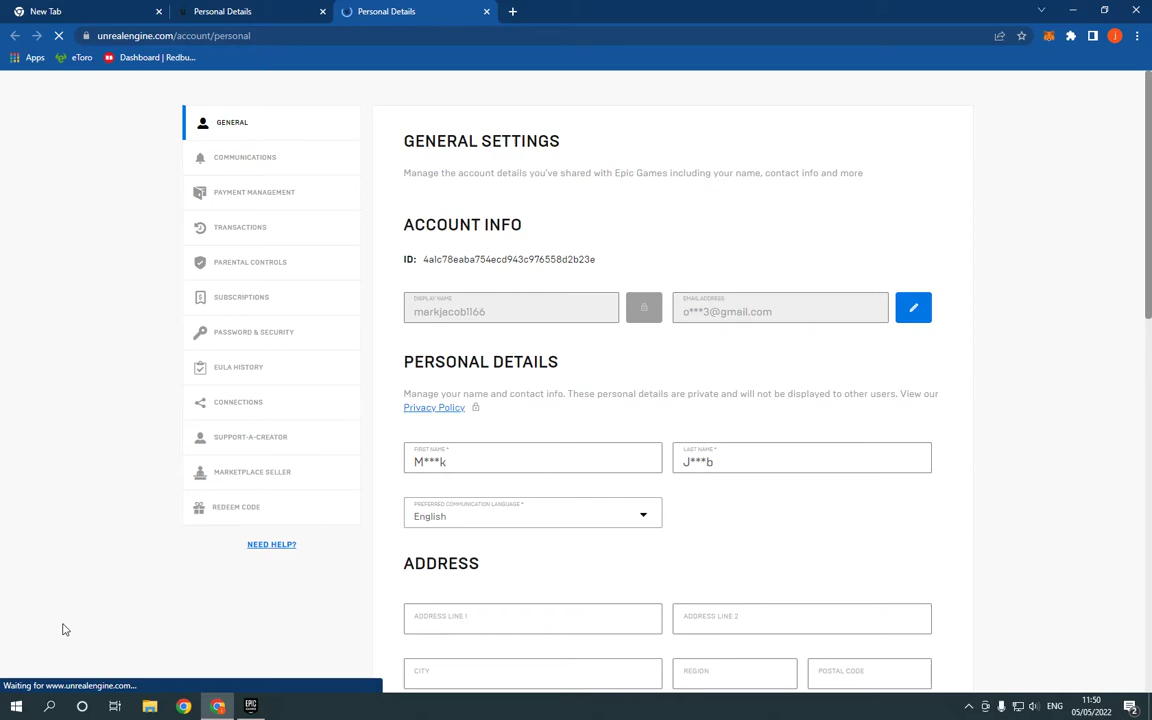 New Tab
Personal Details
Personal Details
unrealengine.com/account/personal
Apps
eToro
Dashboard | Redbu...
GENERAL
COMMUNICATIONS
PAYMENT MANAGEMENT
TRANSACTIONS
PARENTAL CONTROLS
SUBSCRIPTIONS
PASSWORD & SECURITY
EULA HISTORY
CONNECTIONS
SUPPORT-A-CREATOR
MARKETPLACE SELLER
REDEEM CODE
NEED HELP?
GENERAL SETTINGS
Manage the account details you've shared with Epic Games including your name, contact info and more
ACCOUNT INFO
ID: 4a1c78eaba754ecd943c976558d2b23e
DISPLAY NAME
markjacob1166
EMAIL ADDRESS
o***3@gmail.com
PERSONAL DETAILS
Manage your name and contact info. These personal details are private and will not be displayed to other users. View our
Privacy Policy
FIRST NAME *
M***k
LAST NAME *
J***b
PREFERRED COMMUNICATION LANGUAGE *
English
ADDRESS
ADDRESS LINE 1
ADDRESS LINE 2
CITY
REGION
POSTAL CODE
Waiting for www.unrealengine.com...
EPIC
ENG
11:50
05/05/2022
2
j